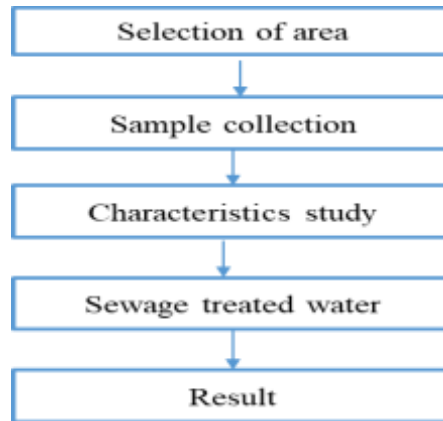 Selection of area
Sample collection
Characteristics study
Sewage treated water
Result